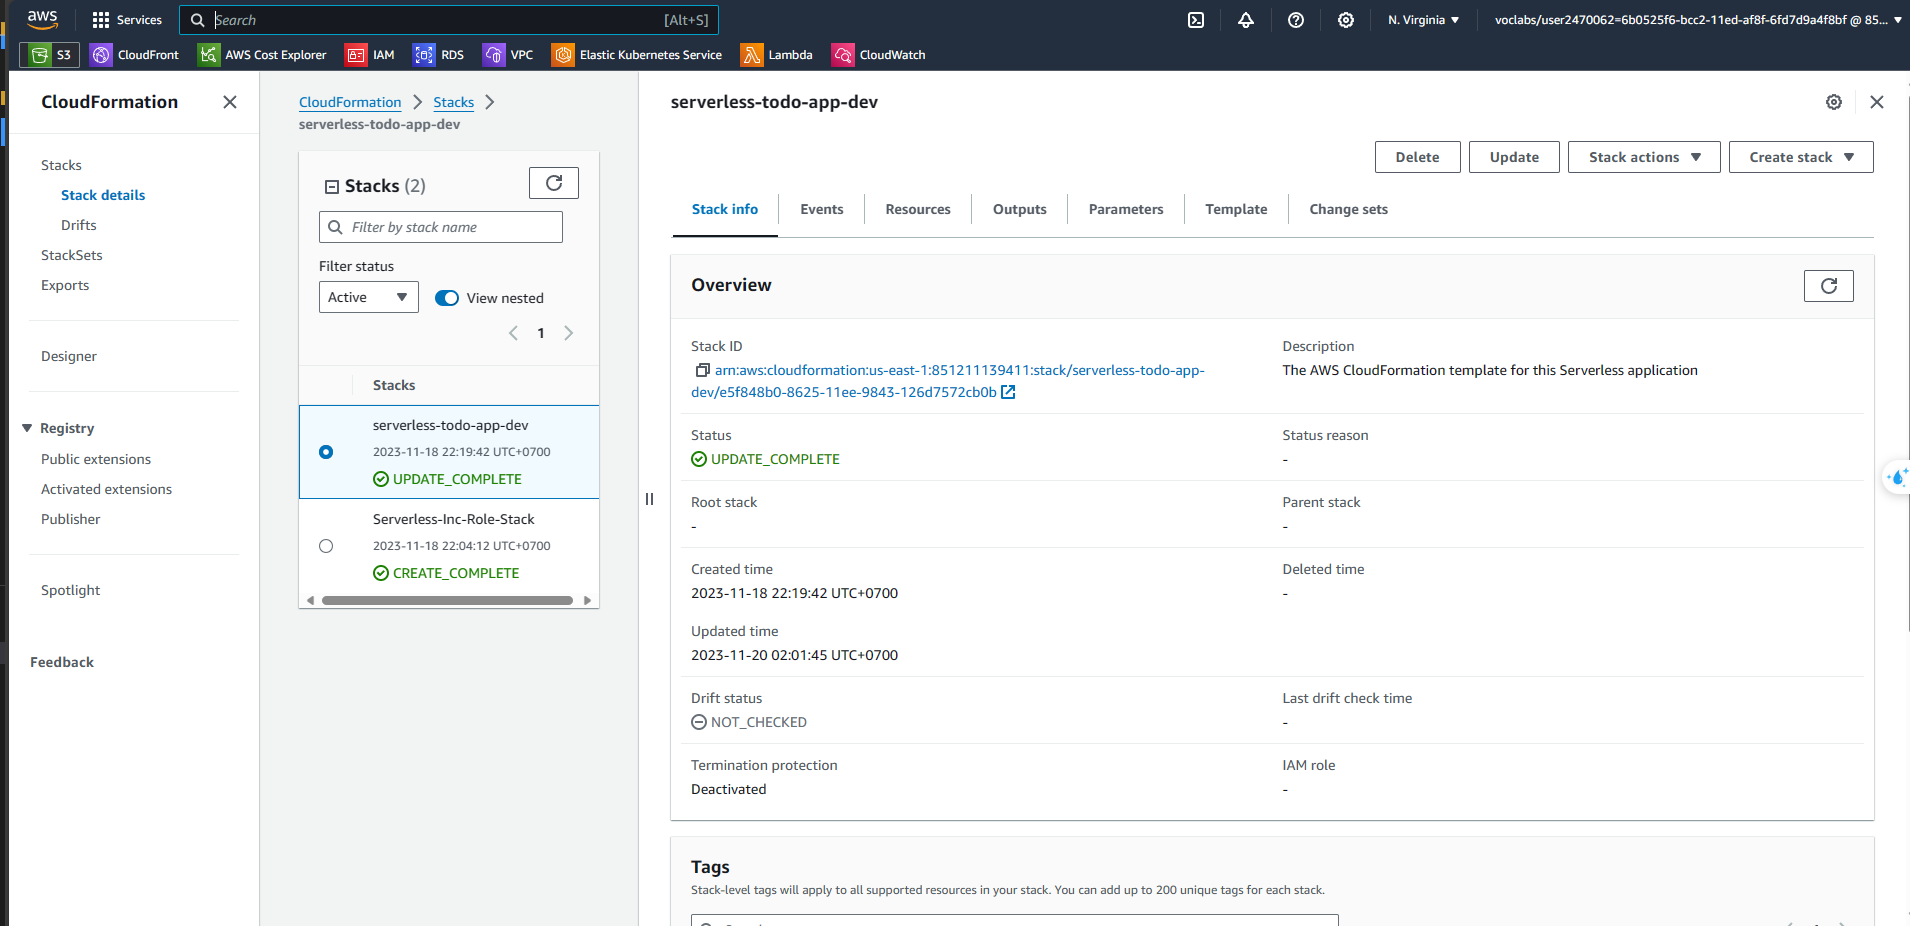 aws
Services
Search
[Alt+S]
N. Virginia
voclabs/user2470062=6b0525f6-bcc2-11ed-af8f-6fd7d9a4f8bf @ 85...
S3
CloudFront
AWS Cost Explorer
IAM
RDS
VPC
Elastic Kubernetes Service
Lambda
CloudWatch
CloudFormation
Stacks
Stack details
Drifts
StackSets
Exports
Designer
Registry
Public extensions
Activated extensions
Publisher
Spotlight
Feedback
CloudFormation
Stacks
serverless-todo-app-dev
Stacks (2)
Filter by stack name
Filter status
Active
View nested
1
Stacks
serverless-todo-app-dev
2023-11-18 22:19:42 UTC+0700
UPDATE_COMPLETE
Serverless-Inc-Role-Stack
2023-11-18 22:04:12 UTC+0700
CREATE_COMPLETE
serverless-todo-app-dev
Delete
Update
Stack actions
Create stack
Stack info
Events
Resources
Outputs
Parameters
Template
Change sets
Overview
Stack ID
arn:aws:cloudformation:us-east-1:851211139411:stack/serverless-todo-app-
dev/e5f848b0-8625-11ee-9843-126d7572cb0b
Description
The AWS CloudFormation template for this Serverless application
Status
UPDATE_COMPLETE
Status reason
-
Root stack
-
Parent stack
-
Created time
2023-11-18 22:19:42 UTC+0700
Deleted time
-
Updated time
2023-11-20 02:01:45 UTC+0700
Drift status
NOT_CHECKED
Last drift check time
-
Termination protection
Deactivated
IAM role
-
Tags
Stack-level tags will apply to all supported resources in your stack. You can add up to 200 unique tags for each stack.